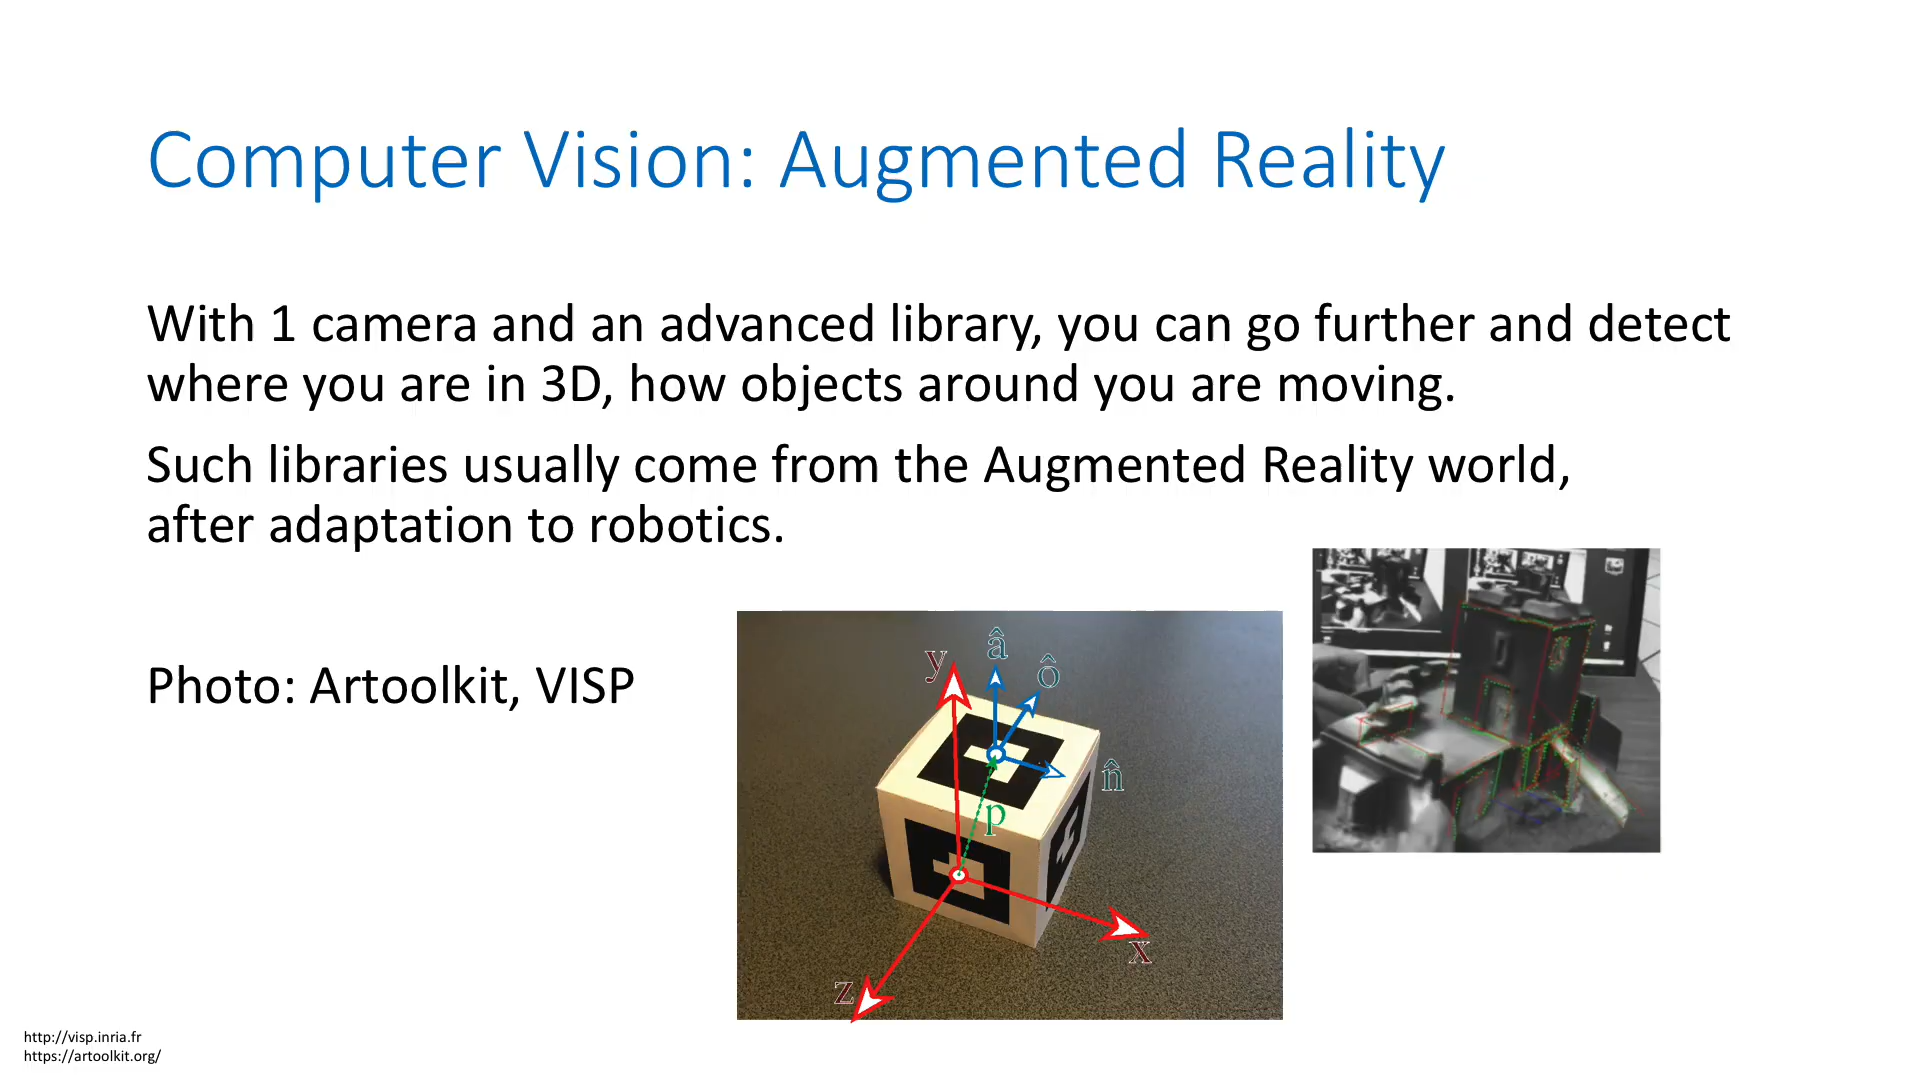 Computer Vision: Augmented Reality
With 1 camera and an advanced library, you can go further and detect
where you are in 3D, how objects around you are moving.
Such libraries usually come from the Augmented Reality world,
after adaptation to robotics.
Photo: Artoolkit, VISP
y
â
ô
n̂
p
x
z
http://visp.inria.fr
https://artoolkit.org/